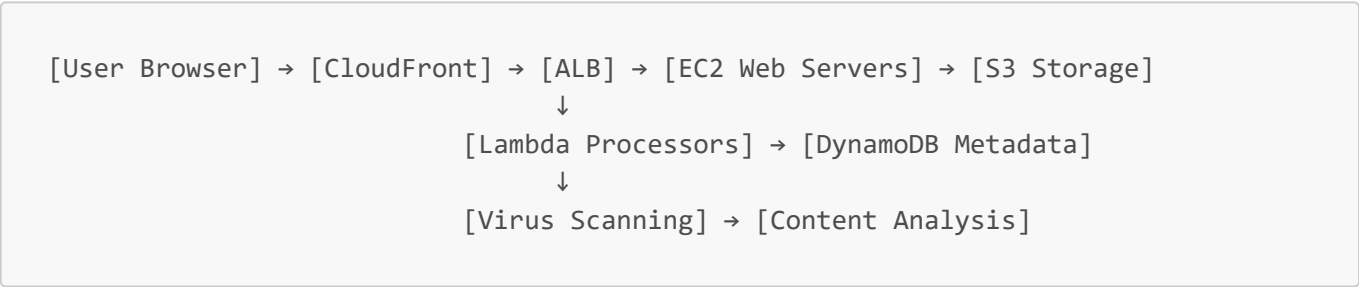 [User Browser] → [CloudFront] → [ALB] → [EC2 Web Servers] → [S3 Storage]
↓
[Lambda Processors] → [DynamoDB Metadata]
↓
[Virus Scanning] → [Content Analysis]